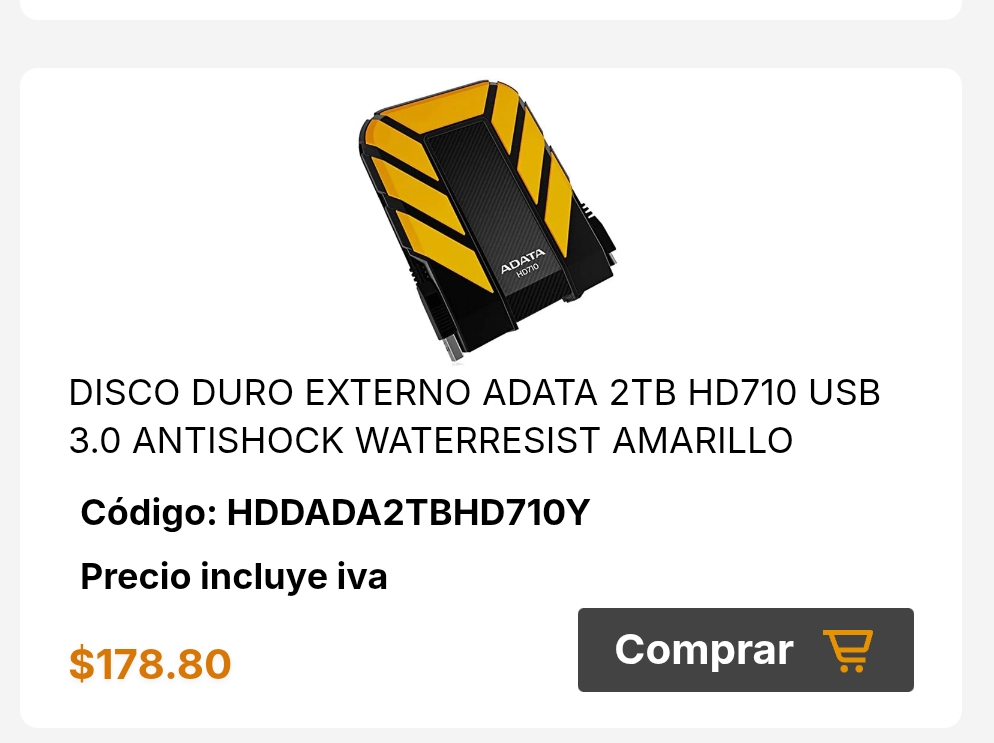 ADATA
HD710
DISCO DURO EXTERNO ADATA 2TB HD710 USB
3.0 ANTISHOCK WATERRESIST AMARILLO
Código: HDDADA2TBHD710Y
Precio incluye iva
$178.80
Comprar